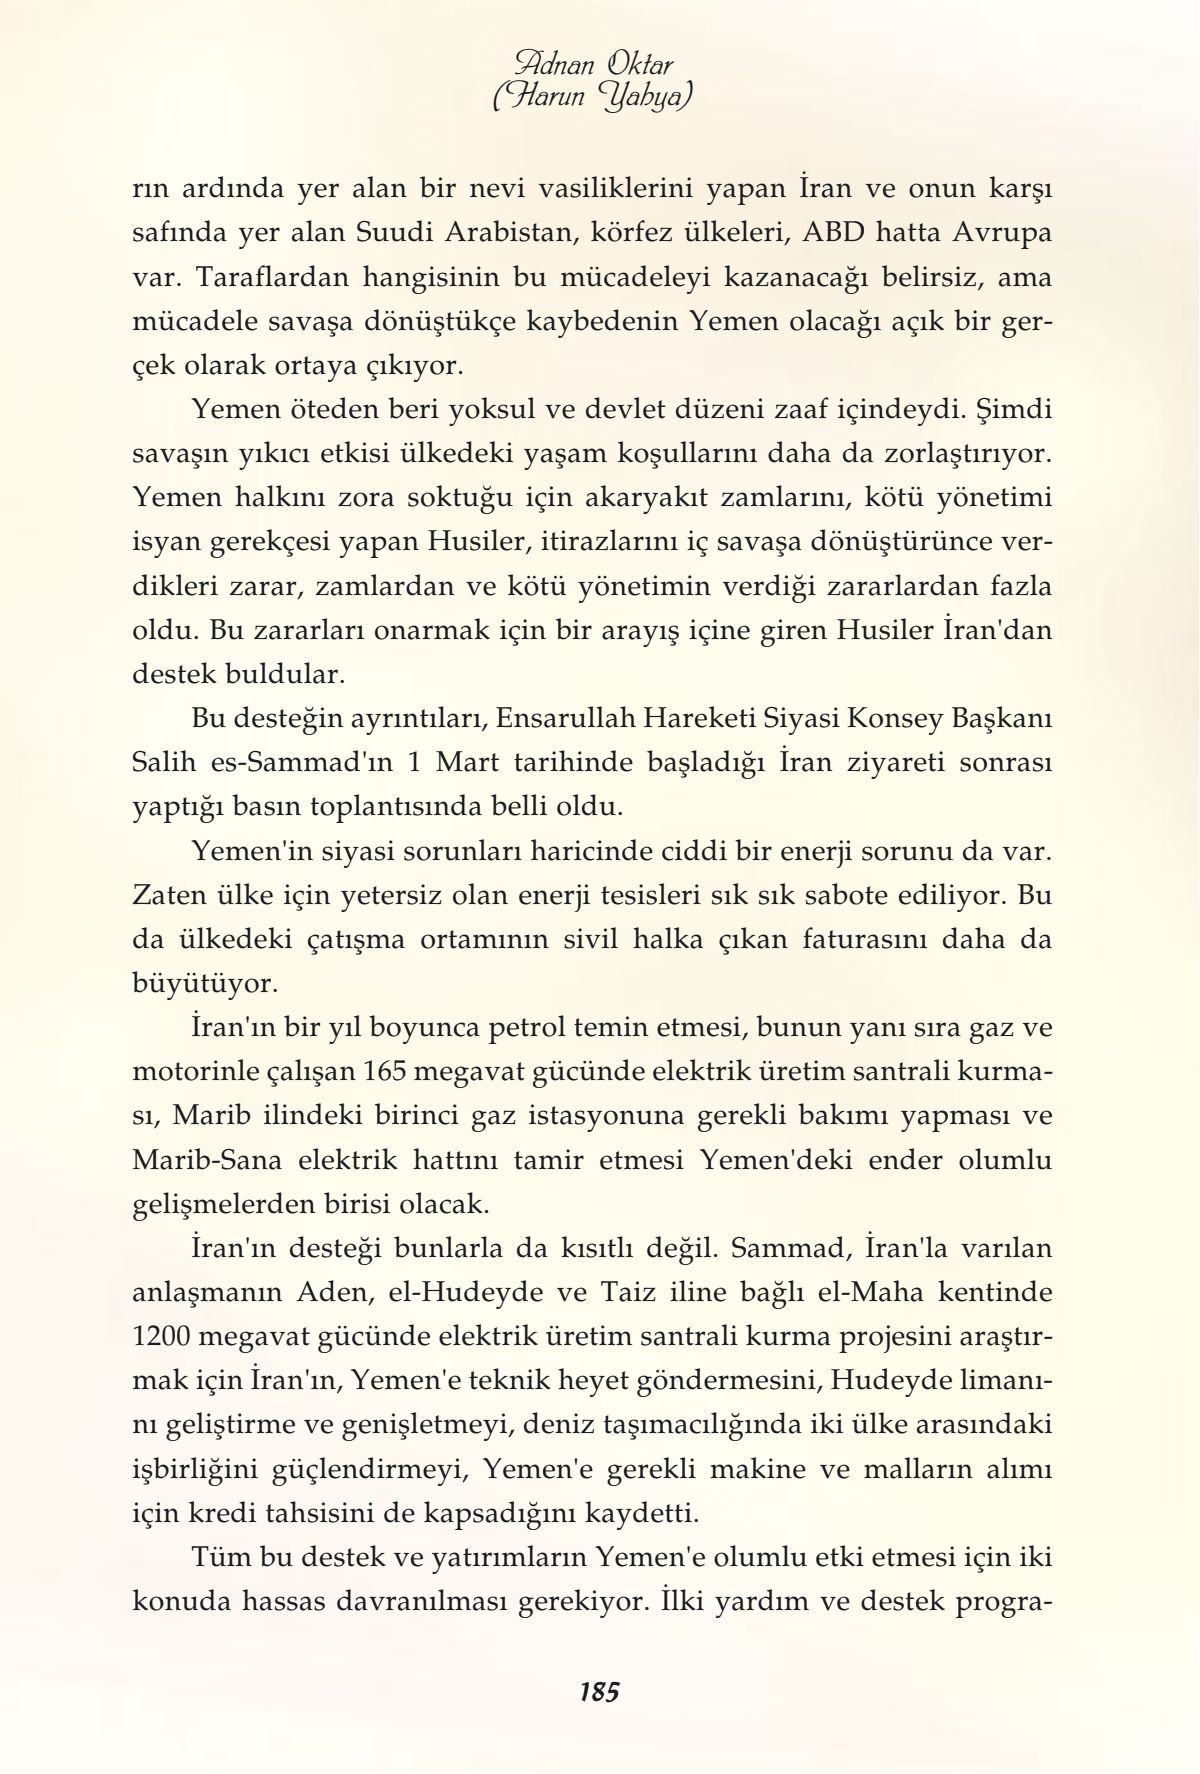 Adnan Oktar
(Harun Yahya)
rın ardında yer alan bir nevi vasiliklerini yapan İran ve onun karşı
safında yer alan Suudi Arabistan, körfez ülkeleri, ABD hatta Avrupa
var. Taraflardan hangisinin bu mücadeleyi kazanacağı belirsiz, ama
mücadele savaşa dönüştükçe kaybedenin Yemen olacağı açık bir ger-
çek olarak ortaya çıkıyor.
Yemen öteden beri yoksul ve devlet düzeni zaaf içindeydi. Şimdi
savaşın yıkıcı etkisi ülkedeki yaşam koşullarını daha da zorlaştırıyor.
Yemen halkını zora soktuğu için akaryakıt zamlarını, kötü yönetimi
isyan gerekçesi yapan Husiler, itirazlarını iç savaşa dönüştürünce ver-
dikleri zarar, zamlardan ve kötü yönetimin verdiği zararlardan fazla
oldu. Bu zararları onarmak için bir arayış içine giren Husiler İran'dan
destek buldular.
Bu desteğin ayrıntıları, Ensarullah Hareketi Siyasi Konsey Başkanı
Salih es-Sammad'ın 1 Mart tarihinde başladığı İran ziyareti sonrası
yaptığı basın toplantısında belli oldu.
Yemen'in siyasi sorunları haricinde ciddi bir enerji sorunu da var.
Zaten ülke için yetersiz olan enerji tesisleri sık sık sabote ediliyor. Bu
da ülkedeki çatışma ortamının sivil halka çıkan faturasını daha da
büyütüyor.
İran'ın bir yıl boyunca petrol temin etmesi, bunun yanı sıra gaz ve
motorinle çalışan 165 megavat gücünde elektrik üretim santrali kurma-
sı, Marib ilindeki birinci gaz istasyonuna gerekli bakımı yapması ve
Marib-Sana elektrik hattını tamir etmesi Yemen'deki ender olumlu
gelişmelerden birisi olacak.
İran'ın desteği bunlarla da kısıtlı değil. Sammad, İran'la varılan
anlaşmanın Aden, el-Hudeyde ve Taiz iline bağlı el-Maha kentinde
1200 megavat gücünde elektrik üretim santrali kurma projesini araştır-
mak için İran'ın, Yemen'e teknik heyet göndermesini, Hudeyde limanı-
nı geliştirme ve genişletmeyi, deniz taşımacılığında iki ülke arasındaki
işbirliğini güçlendirmeyi, Yemen'e gerekli makine ve malların alımı
için kredi tahsisini de kapsadığını kaydetti.
Tüm bu destek ve yatırımların Yemen'e olumlu etki etmesi için iki
konuda hassas davranılması gerekiyor. İlki yardım ve destek progra-
185